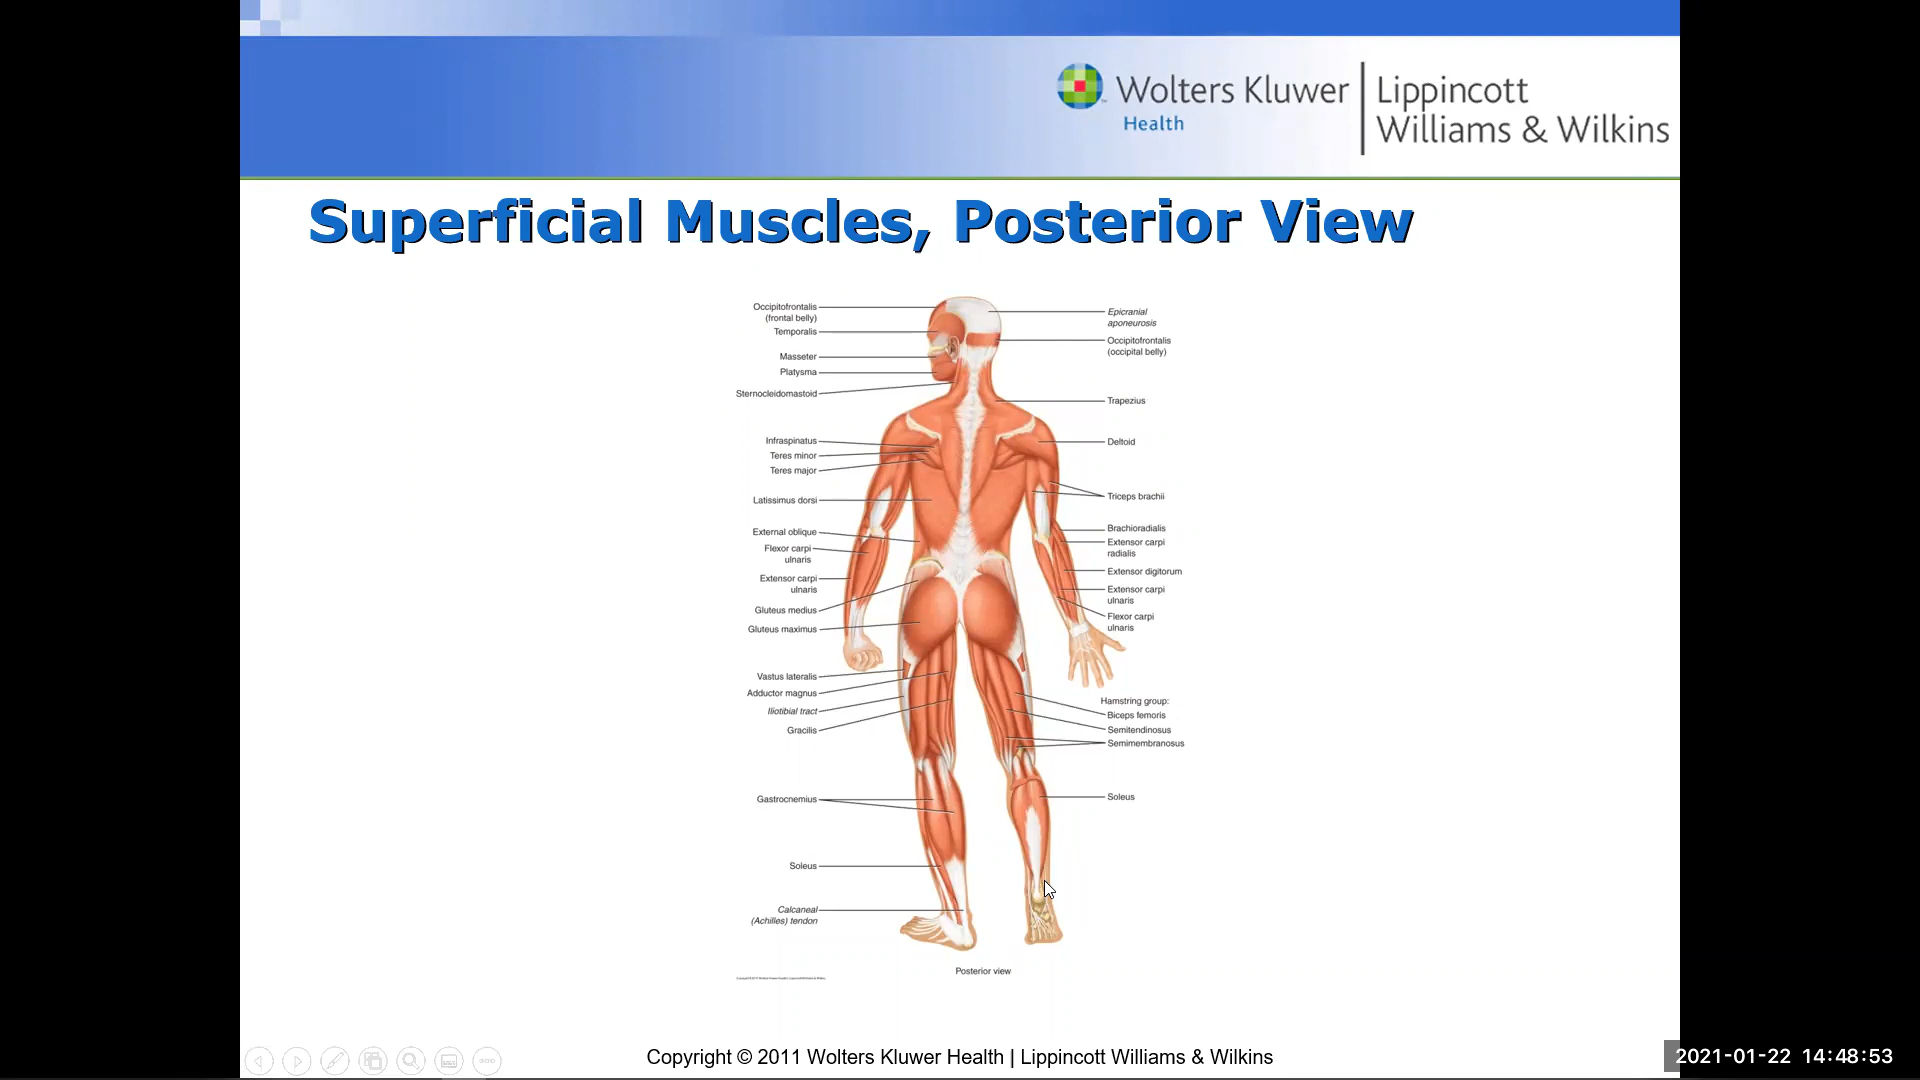 Wolters Kluwer
Health
Lippincott
Williams & Wilkins
Superficial Muscles, Posterior View
Occipitofrontalis
(frontal belly)
Temporalis
Masseter
Platysma
Sternocleidomastoid
Infraspinatus
Teres minor
Teres major
Latissimus dorsi
External oblique
Flexor carpi
ulnaris
Extensor carpi
ulnaris
Gluteus medius
Gluteus maximus
Vastus lateralis
Adductor magnus
Iliotibial tract
Gracilis
Gastrocnemius
Soleus
Calcaneal
(Achilles) tendon
Epicranial
aponeurosis
Occipitofrontalis
(occipital belly)
Trapezius
Deltoid
Triceps brachii
Brachioradialis
Extensor carpi
radialis
Extensor digitorum
Extensor carpi
ulnaris
Flexor carpi
ulnaris
Hamstring group:
Biceps femoris
Semitendinosus
Semimembranosus
Soleus
Posterior view
Copyright © 2011 Wolters Kluwer Health | Lippincott Williams & Wilkins
2021-01-22 14:48:53